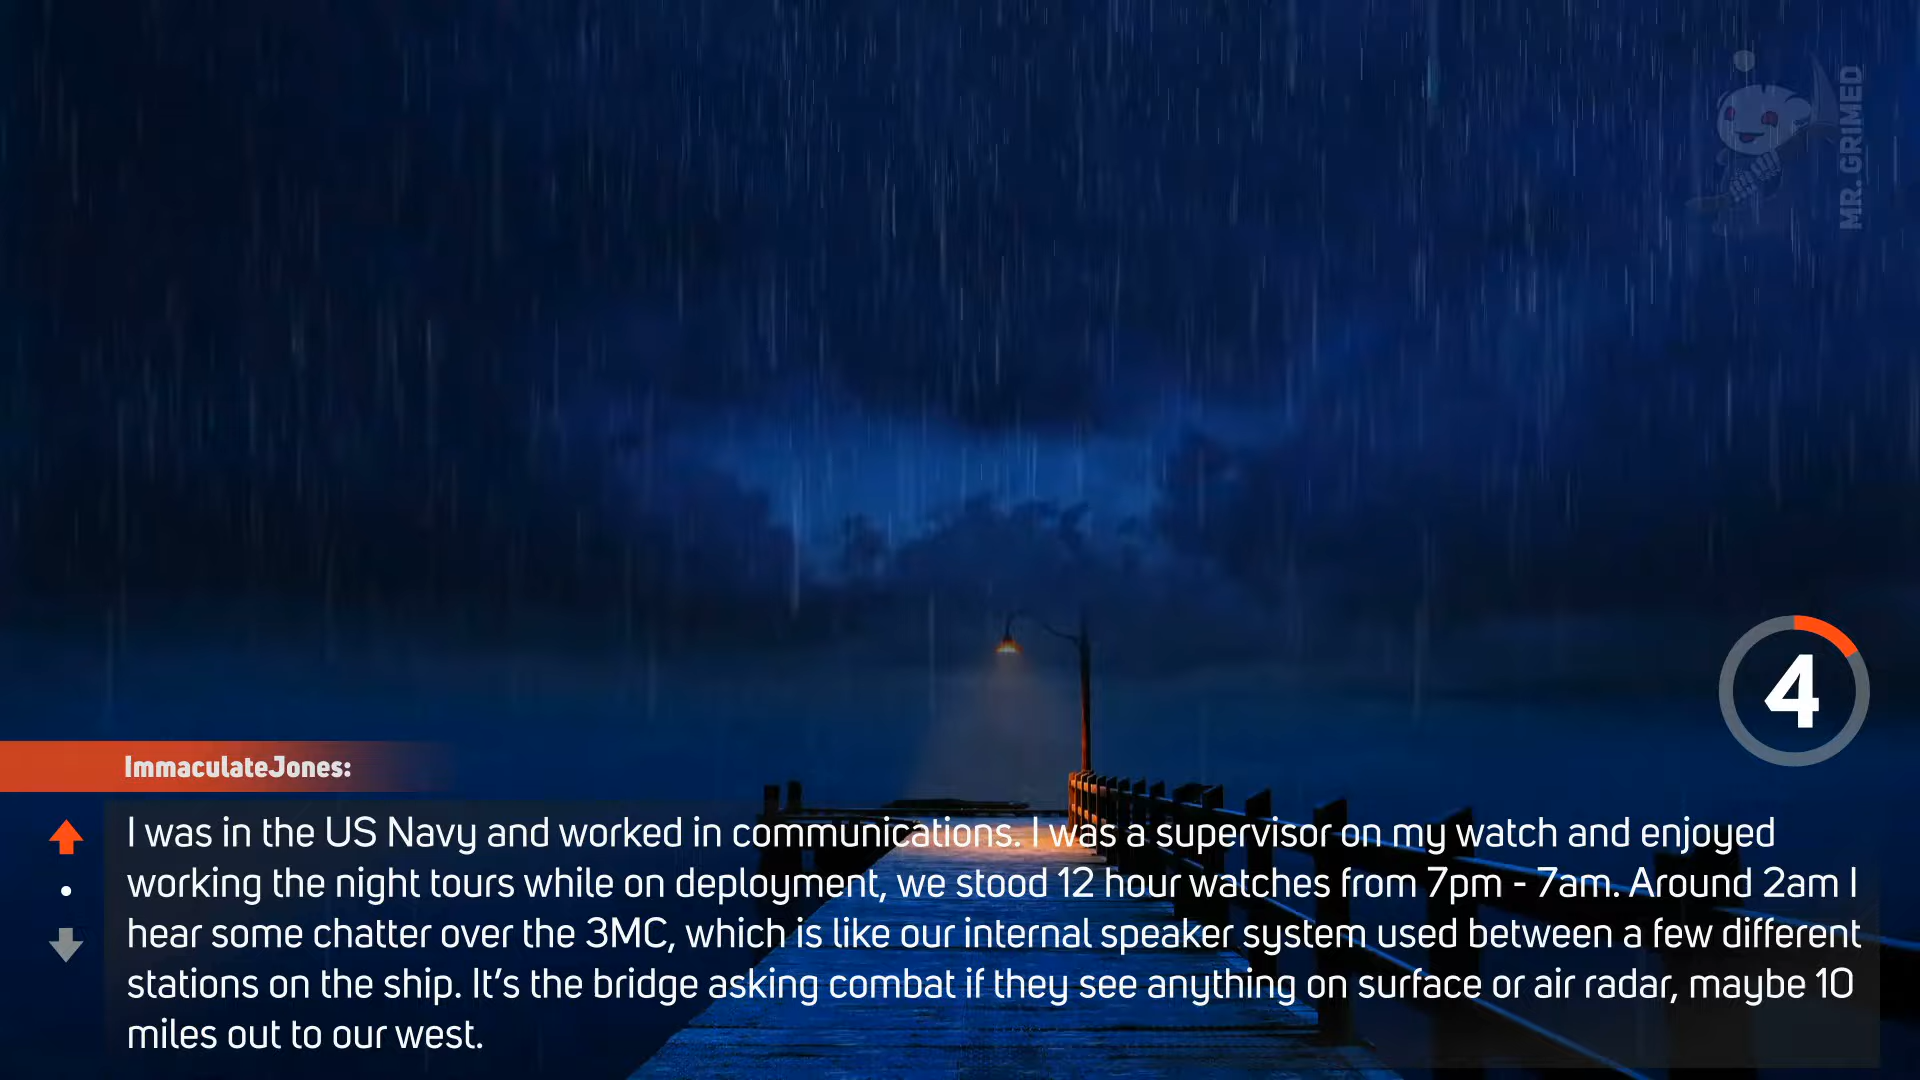 MR. GRIMED
4
ImmaculateJones:
I was in the US Navy and worked in communications. I was a supervisor on my watch and enjoyed
working the night tours while on deployment, we stood 12 hour watches from 7pm - 7am. Around 2am I
hear some chatter over the 3MC, which is like our internal speaker system used between a few different
stations on the ship. It’s the bridge asking combat if they see anything on surface or air radar, maybe 10
miles out to our west.